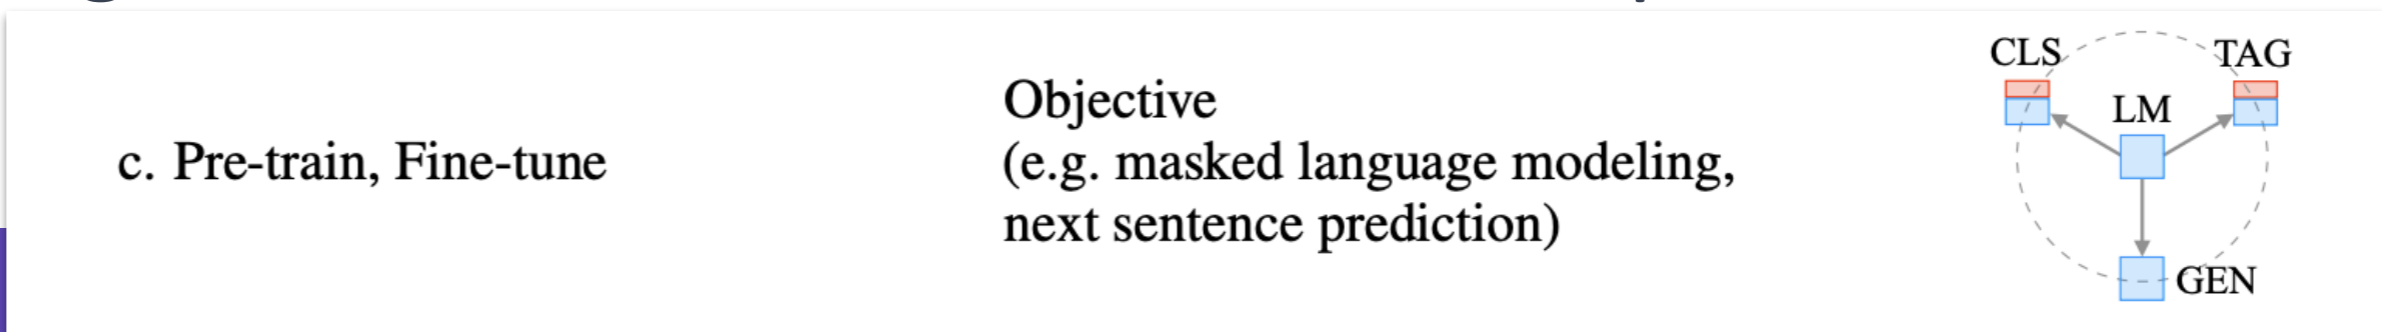 c. Pre-train, Fine-tune
Objective
(e.g. masked language modeling,
next sentence prediction)
CLS
TAG
LM
GEN